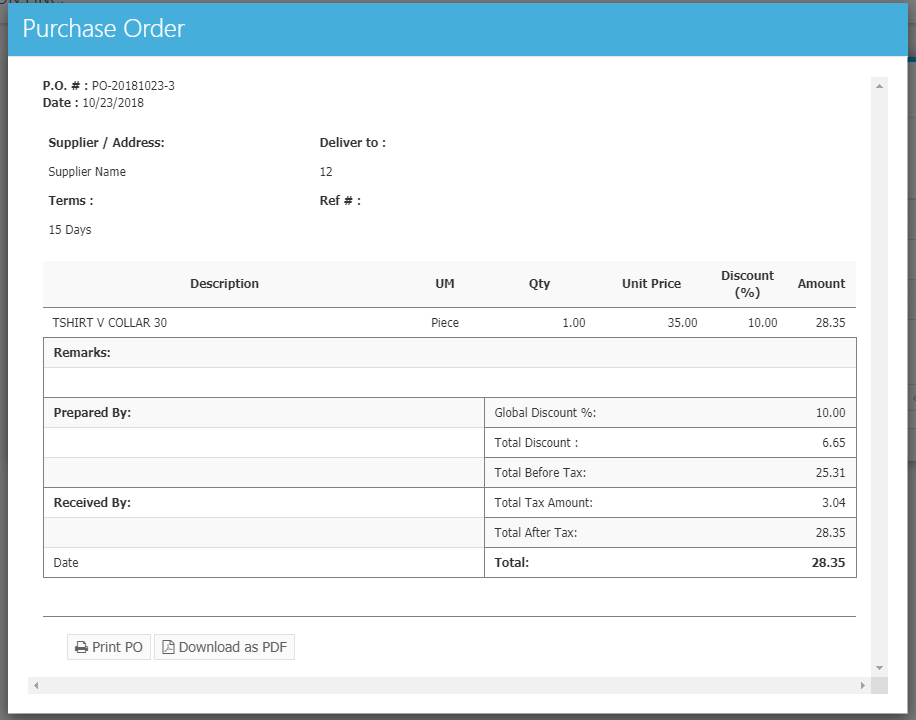 Purchase Order
P.O. # : PO-20181023-3
Date : 10/23/2018
Supplier / Address: Deliver to :
Supplier Name 12
Terms : Ref # :
15 Days
Description UM Qty Unit Price Discount (%) Amount
TSHIRT V COLLAR 30 Piece 1.00 35.00 10.00 28.35
Remarks:
Prepared By: Global Discount %: 10.00
Total Discount : 6.65
Total Before Tax: 25.31
Received By: Total Tax Amount: 3.04
Total After Tax: 28.35
Date Total: 28.35
Print PO Download as PDF